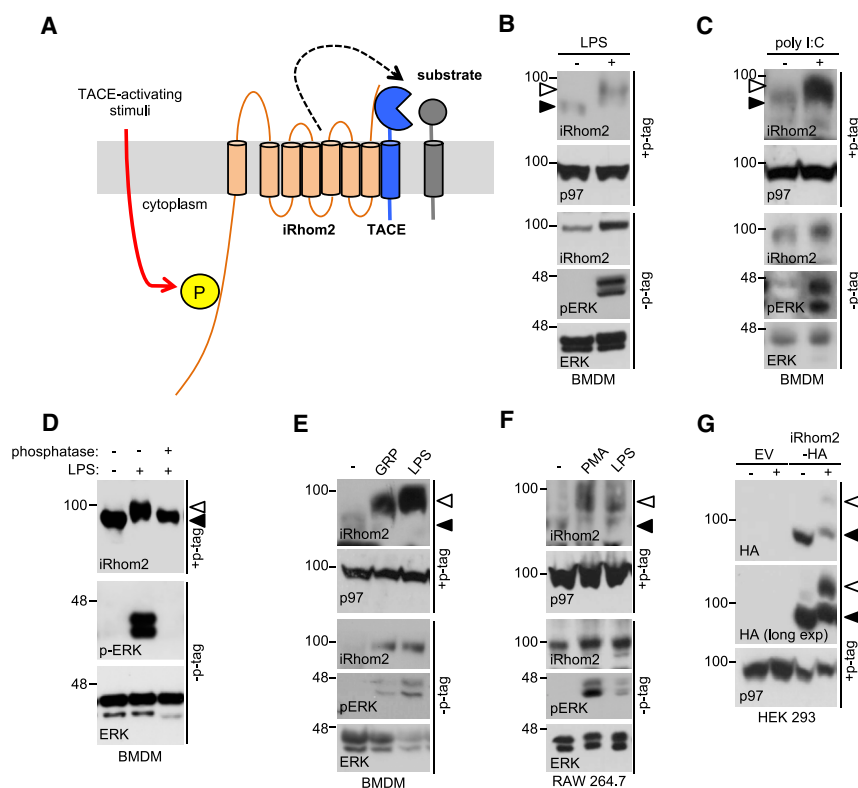 A
TACE-activating
stimuli
cytoplasm
P
iRhom2
TACE
substrate
B
LPS
- +
100
iRhom2
+p-tag
100
p97
100
iRhom2
-p-tag
48
pERK
48
ERK
BMDM
C
poly I:C
- +
100
iRhom2
+p-tag
100
p97
100
iRhom2
-p-tag
48
pERK
48
ERK
BMDM
D
phosphatase: - - +
LPS: - + +
100
iRhom2
+p-tag
48
p-ERK
-p-tag
48
ERK
BMDM
E
- GRP LPS
100
iRhom2
+p-tag
100
p97
100
iRhom2
-p-tag
48
pERK
48
ERK
BMDM
F
- PMA LPS
100
iRhom2
+p-tag
100
p97
100
iRhom2
-p-tag
48
pERK
48
ERK
RAW 264.7
G
iRhom2
EV -HA
- + - +
100
HA
100
HA (long exp)
+p-tag
100
p97
HEK 293